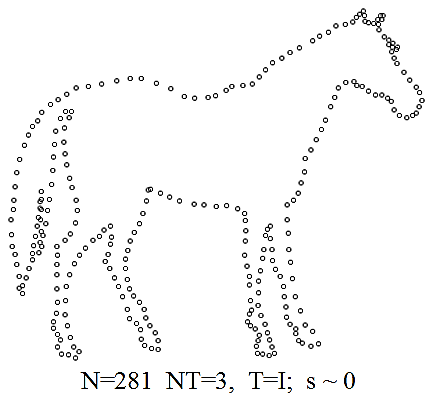 N=281 NT=3, T=I; s ~ 0